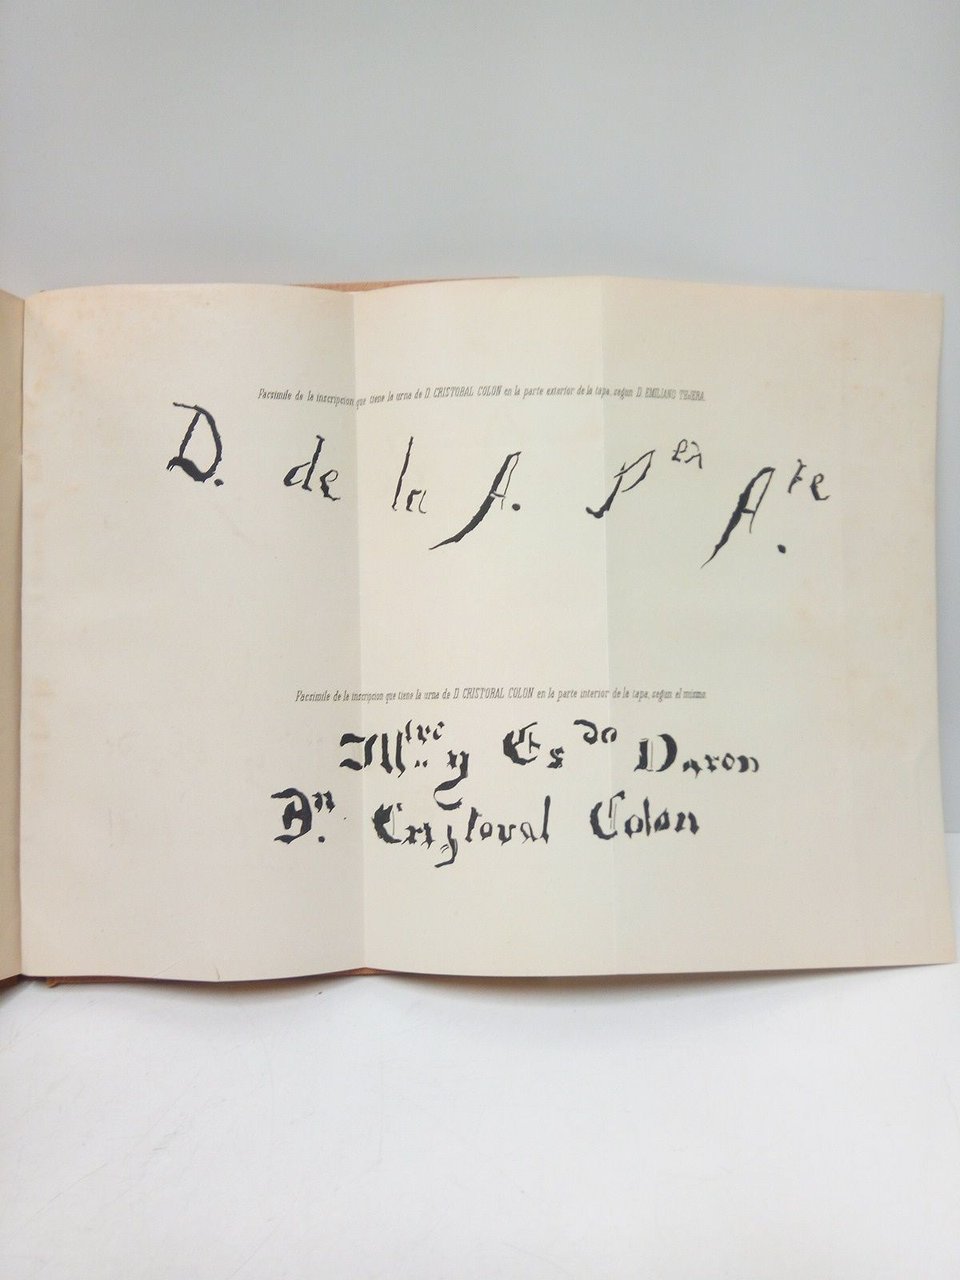 Facsimile de la inscripcion que tiene la urna de D. CRISTOBAL COLON en la parte exterior de la tapa, segun D. EMILIANO TEJERA.
D. de la A. Per Ate.
Facsimile de la inscripcion que tiene la urna de D. CRISTOBAL COLON en la parte interior de la tapa, segun el mismo.
Illtre. y Esdo Daron
Dn. Cristoval Colon